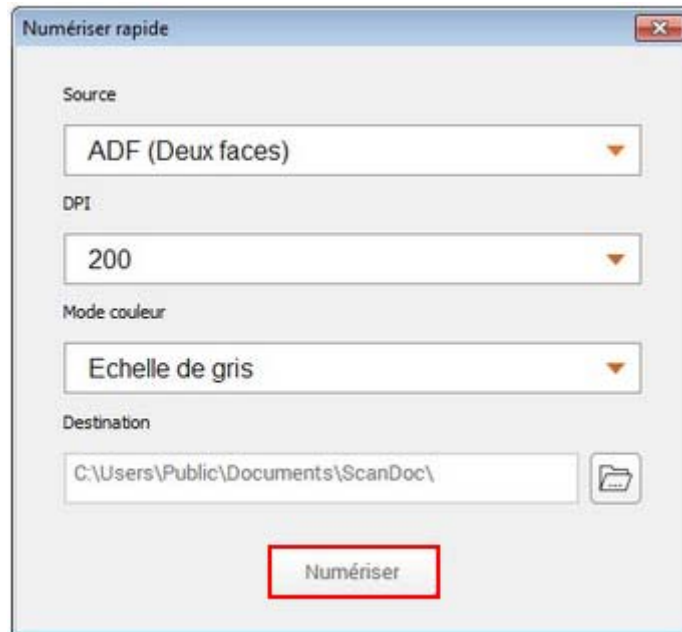 Numériser rapide
Source
ADF (Deux faces)
DPI
200
Mode couleur
Echelle de gris
Destination
C:\Users\Public\Documents\ScanDoc\
Numériser